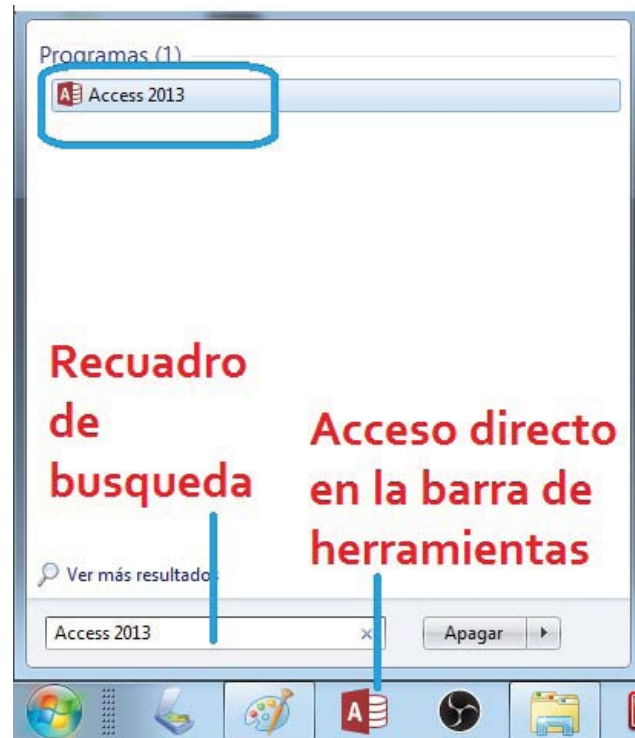 Programas (1)
Access 2013
Recuadro
de
busqueda
Acceso directo
en la barra de
herramientas
Ver más resultados
Access 2013
Apagar